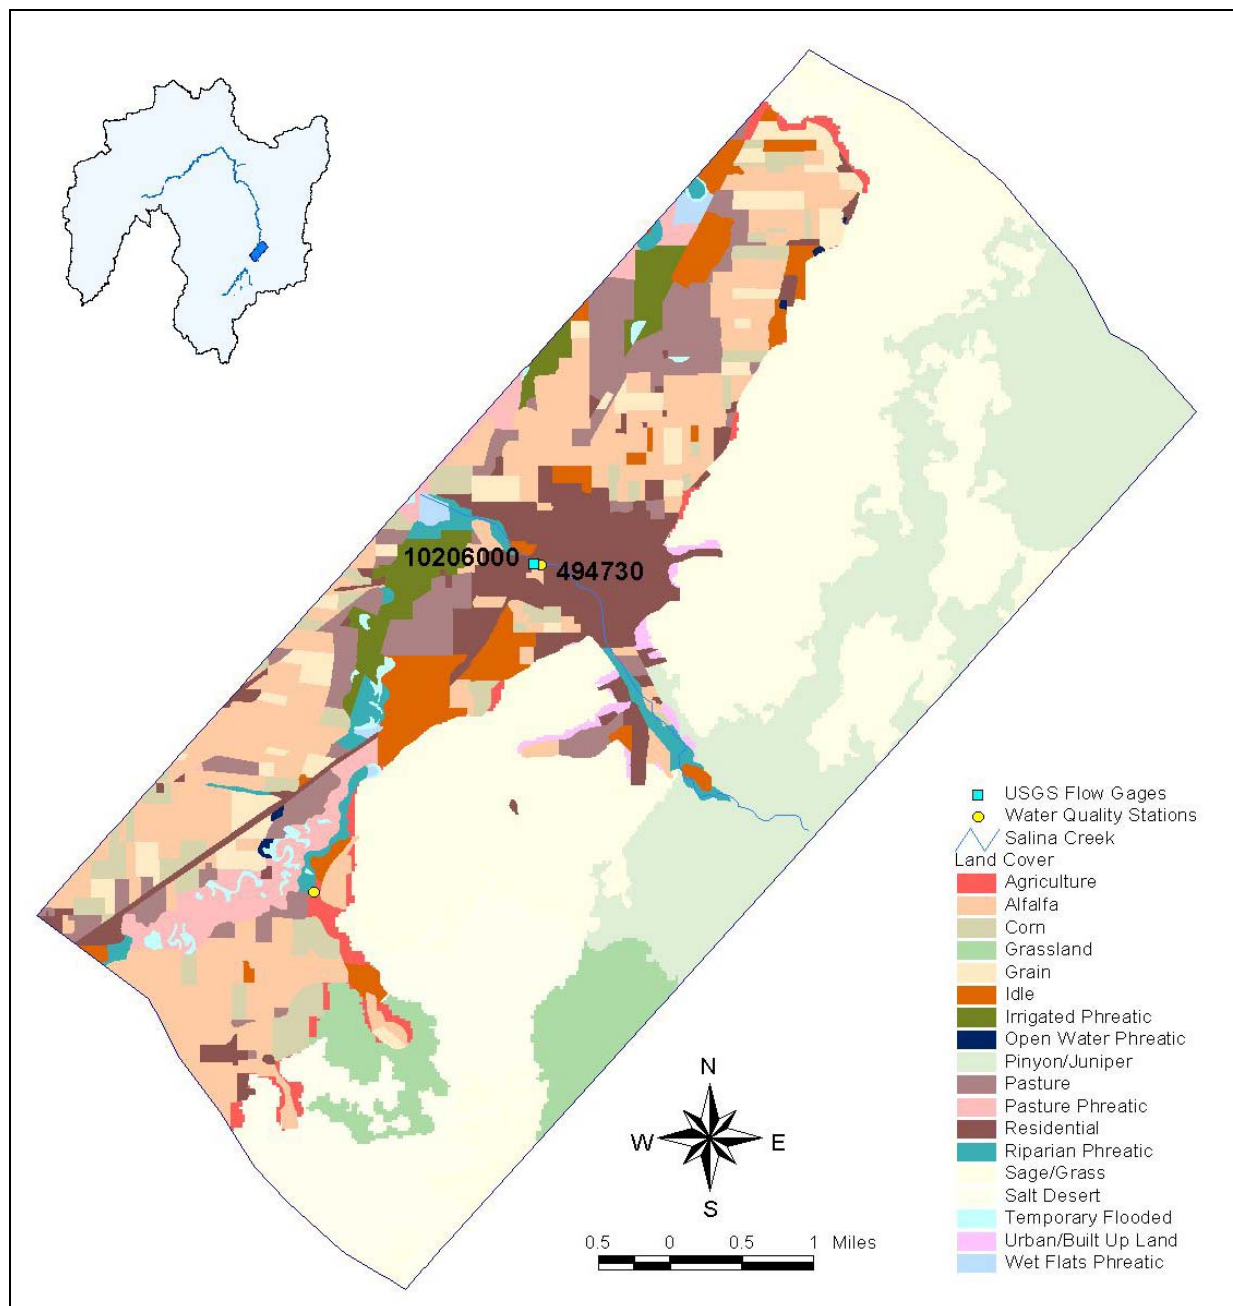 10206000
494730
USGS Flow Gages
Water Quality Stations
Salina Creek
Land Cover
Agriculture
Alfalfa
Corn
Grassland
Grain
Idle
Irrigated Phreatic
Open Water Phreatic
Pinyon/Juniper
Pasture
Pasture Phreatic
Residential
Riparian Phreatic
Sage/Grass
Salt Desert
Temporary Flooded
Urban/Built Up Land
Wet Flats Phreatic
N
W E
S
0.5 0 0.5 1 Miles